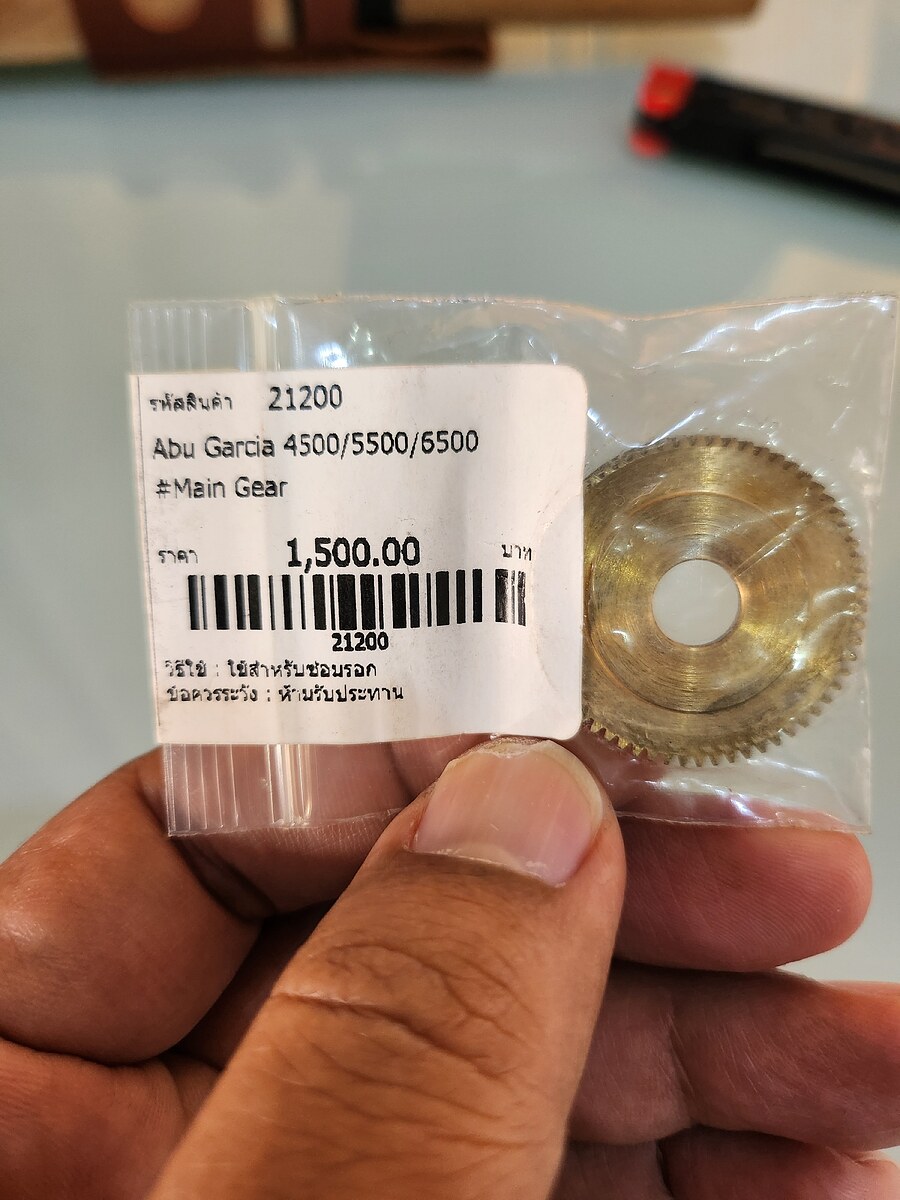 รหัสสินค้า 21200
Abu Garcia 4500/5500/6500
#Main Gear
ราคา 1,500.00 บาท
21200
วิธีใช้ : ใช้สำหรับซ่อมรอก
ข้อควรระวัง : ห้ามรับประทาน